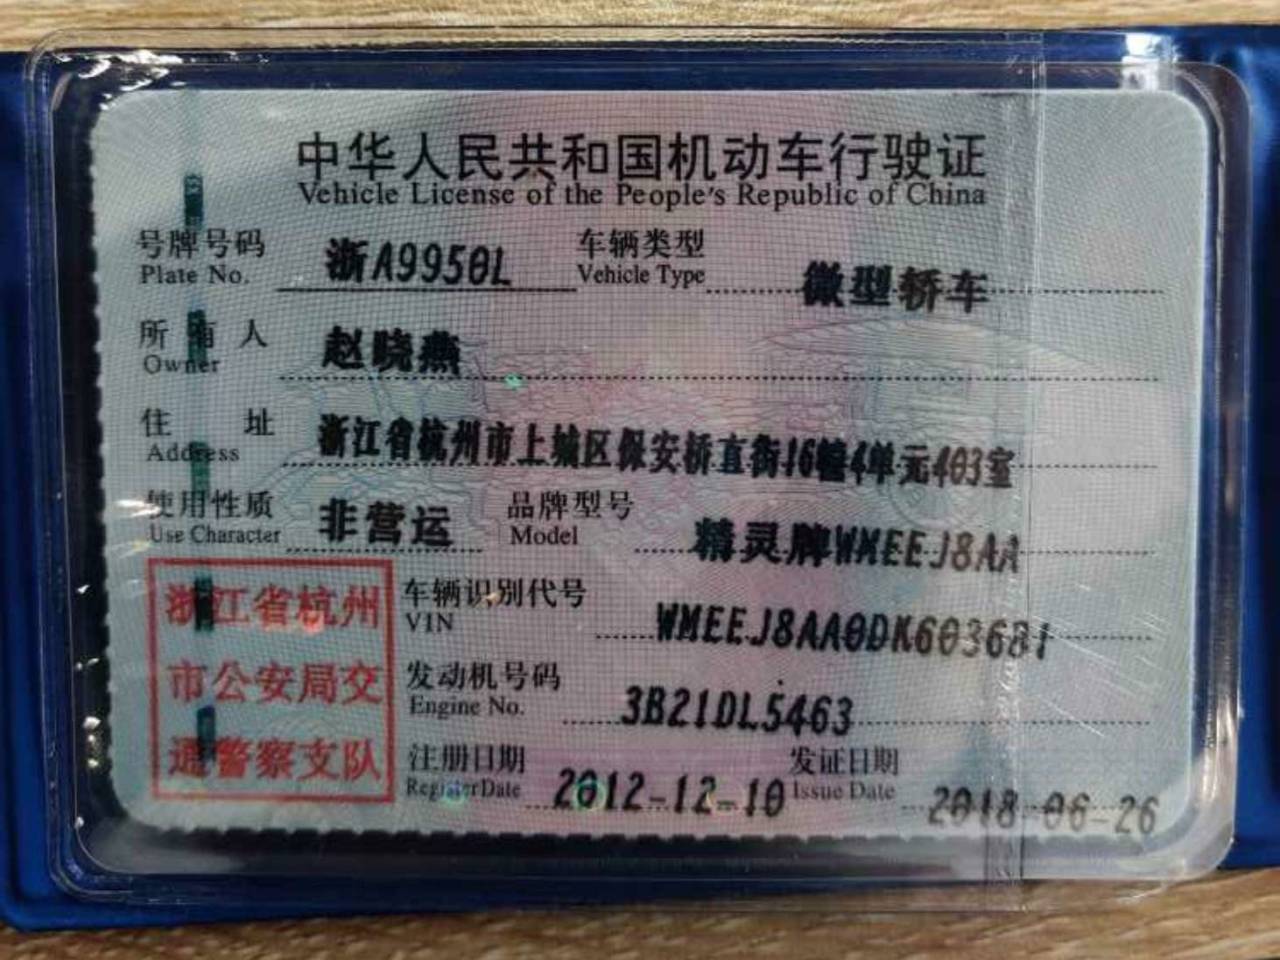 中华人民共和国机动车行驶证
Vehicle License of the People's Republic of China
号牌号码 浙A9950L 车辆类型 微型轿车
Plate No. Vehicle Type
所有人 赵晓燕
Owner
住址 浙江省杭州市上城区保安桥直街16幢4单元403室
Address
使用性质 非营运 品牌型号 精灵牌WMEEJ8AA
Use Character Model
浙江省杭州
市公安局交
通警察支队
车辆识别代号 WMEEJ8AA0DK603681
VIN
发动机号码 3B21DL5463
Engine No.
注册日期 2012-12-10 发证日期 2018-06-26
Register Date Issue Date